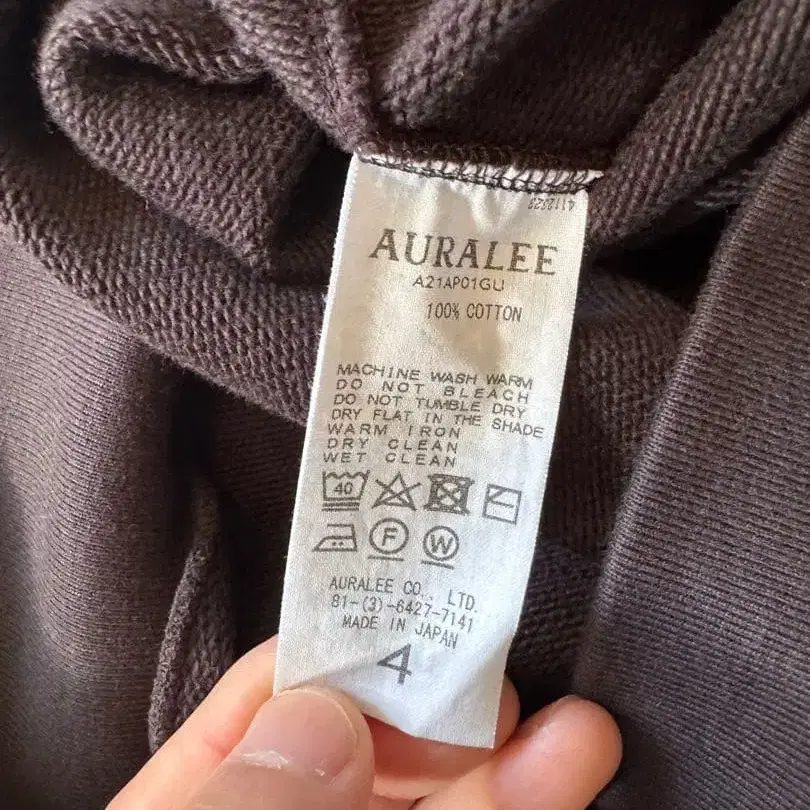 4112323
AURALEE
A21AP01GU
100% COTTON
MACHINE WASH WARM
DO NOT BLEACH
DO NOT TUMBLE DRY
DRY FLAT IN THE SHADE
WARM IRON
DRY CLEAN
WET CLEAN
40
F W
AURALEE CO., LTD.
81-(3)-6427-7141
MADE IN JAPAN
4